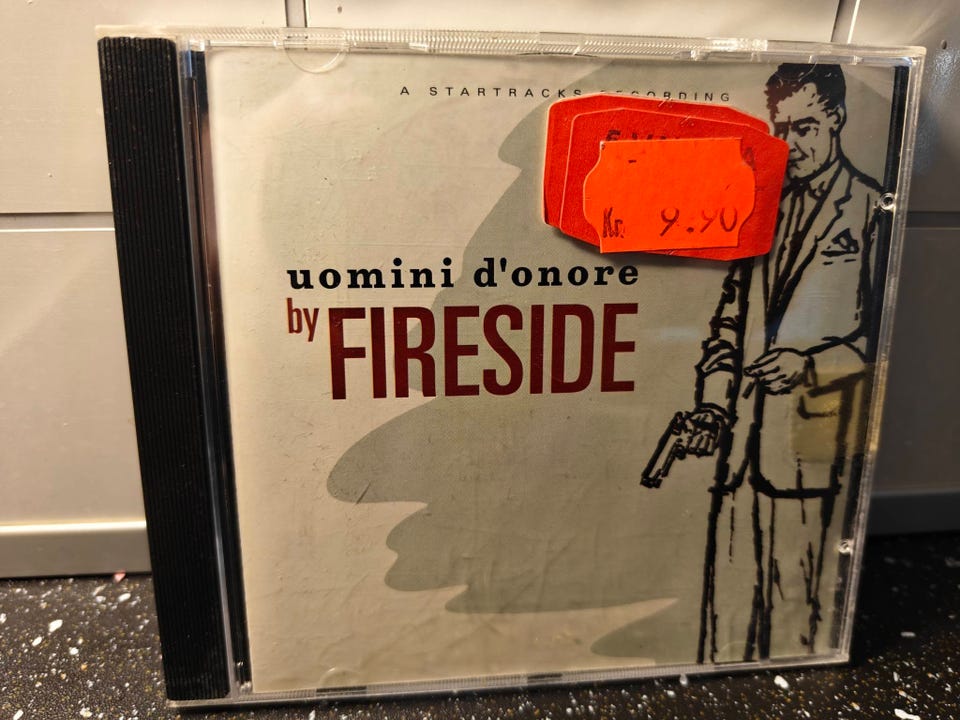 A STARTRACKS RECORDING
Kr. 9.90
uomini d'onore
by FIRESIDE